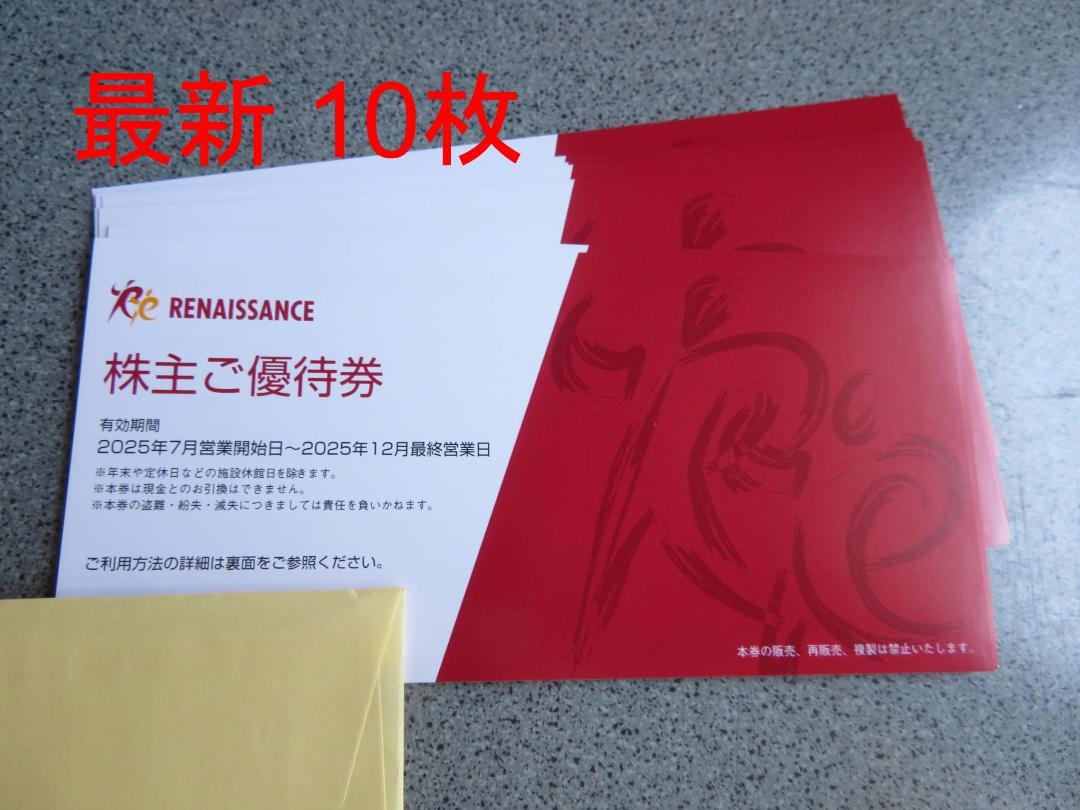 最新 10枚
RENAISSANCE
株主ご優待券
有効期間
2025年7月営業開始日～2025年12月最終営業日
※年末や定休日などの施設休館日を除きます。
※本券は現金とのお引換はできません。
※本券の盗難・紛失・滅失につきましては責任を負いかねます。
ご利用方法の詳細は裏面をご参照ください。
本券の販売、再販売、複製は禁止いたします。